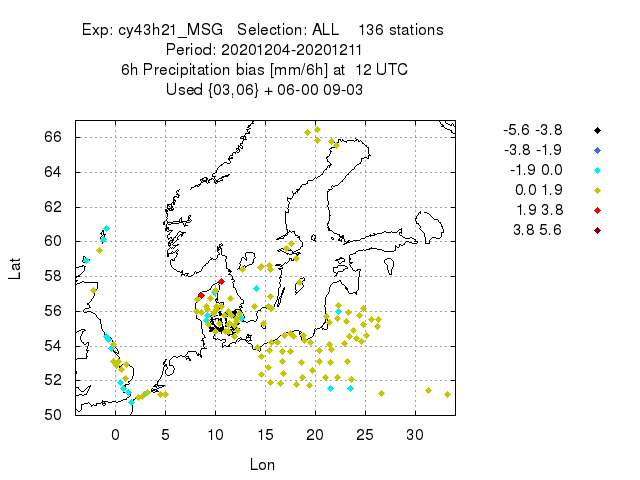 Exp: cy43h21_MSG Selection: ALL 136 stations
Period: 20201204-20201211
6h Precipitation bias [mm/6h] at 12 UTC
Used {03,06} + 06-00 09-03
-5.6 -3.8
-3.8 -1.9
-1.9 0.0
0.0 1.9
1.9 3.8
3.8 5.6
66
64
62
60
58
56
54
52
50
Lat
0 5 10 15 20 25 30
Lon